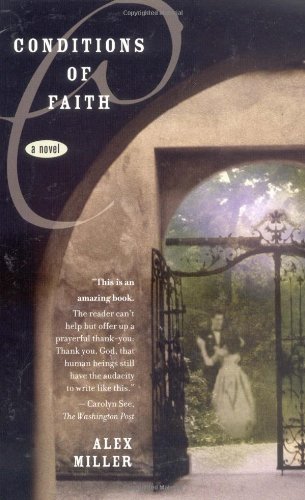 Copyrighted Material
CONDITIONS
OF
FAITH
a novel
"This is an
amazing book.
The reader can't
help but offer up a
prayerful thank-you:
Thank you, God, that
human beings still
have the audacity
to write like this."
— Carolyn See,
The Washington Post
ALEX
MILLER